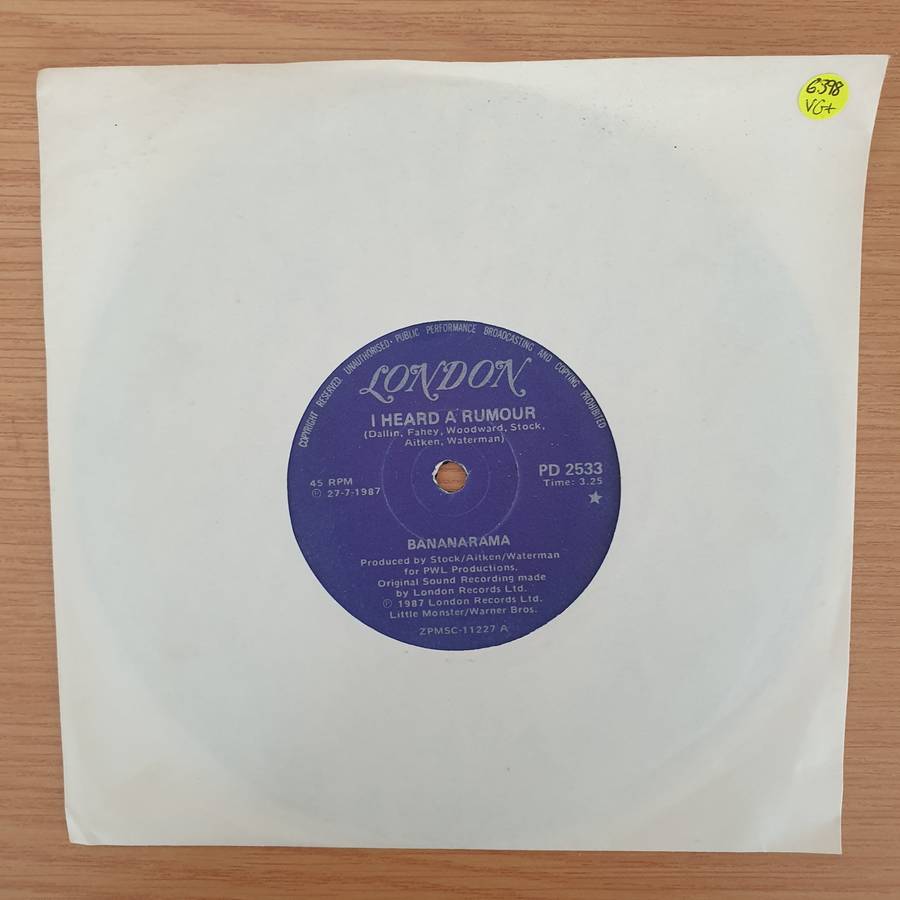 6398
VG+
COPYRIGHT RESERVED. UNAUTHORISED · PUBLIC PERFORMANCE BROADCASTING AND COPYING PROHIBITED
LONDON
I HEARD A RUMOUR
(Dallin, Fahey, Woodward, Stock,
Aitken, Waterman)
45 RPM
Ⓟ 27-7-1987
PD 2533
Time: 3.25
★
BANANARAMA
Produced by Stock/Aitken/Waterman
for PWL Productions.
Original Sound Recording made
by London Records Ltd.
Ⓟ 1987 London Records Ltd.
Little Monster/Warner Bros.
ZPMSC-11227 A